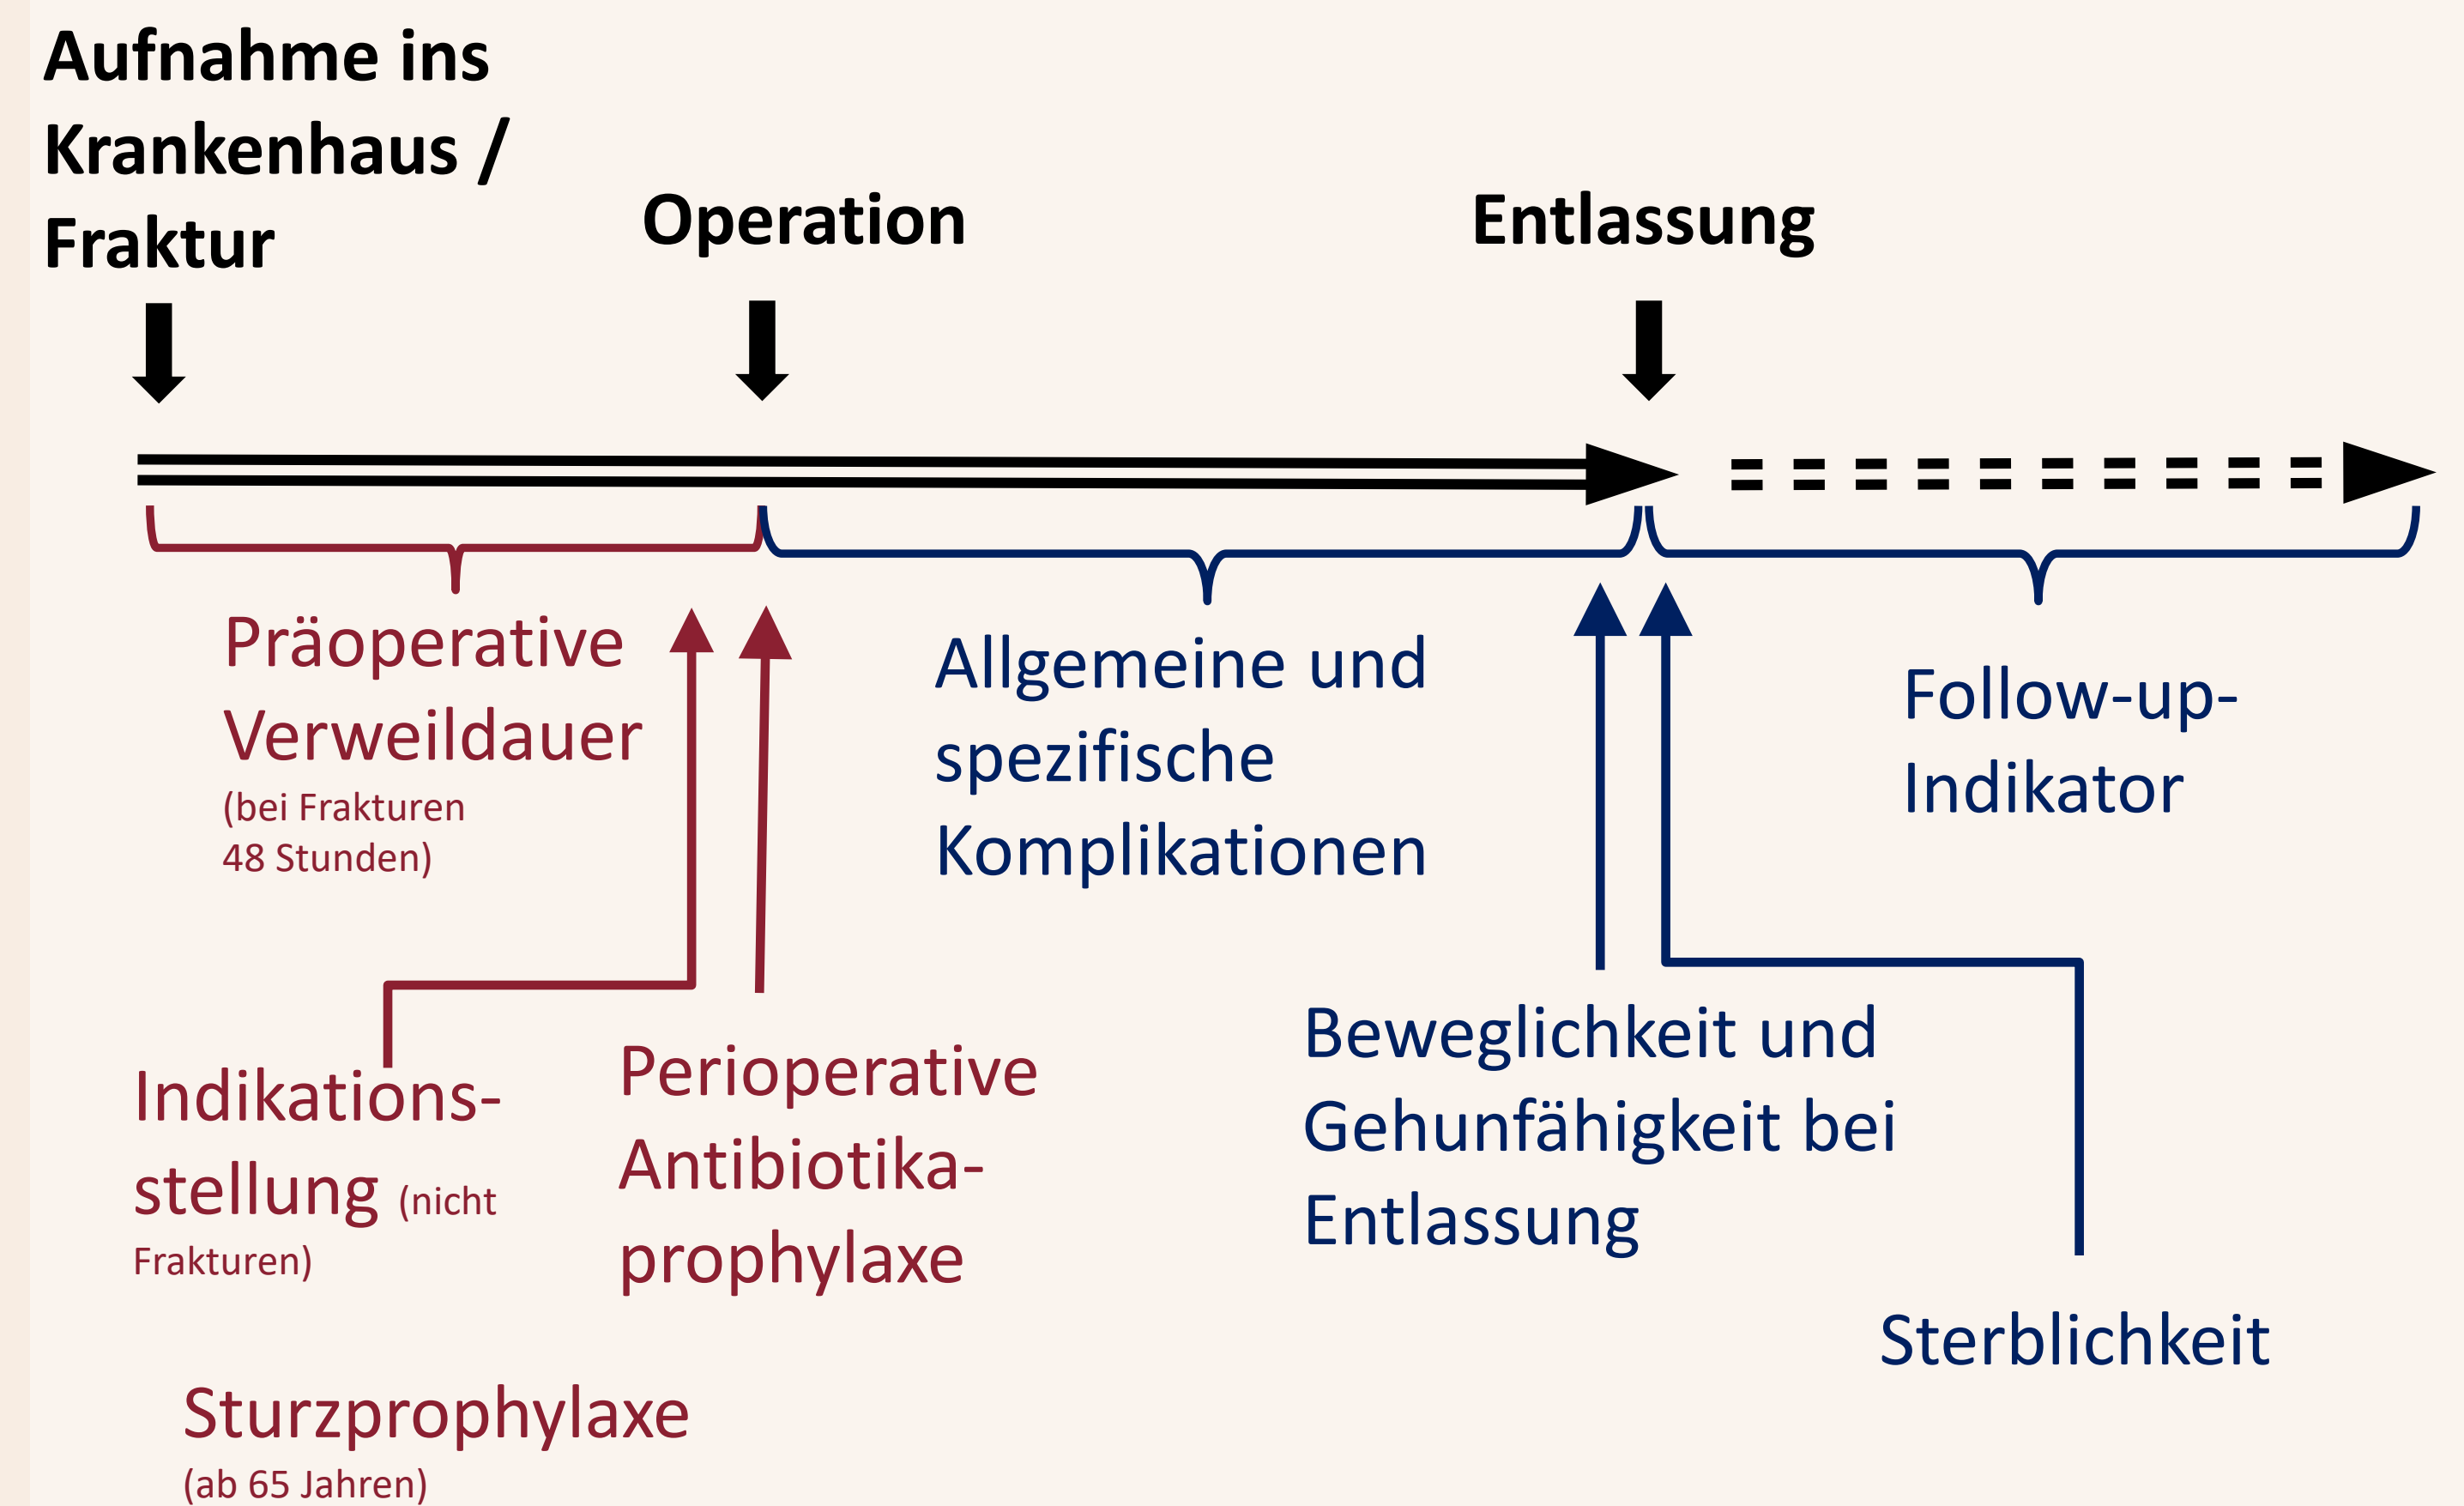 Aufnahme ins
Krankenhaus /
Fraktur
Operation
Entlassung
Präoperative
Verweildauer
(bei Frakturen
48 Stunden)
Allgemeine und
spezifische
Komplikationen
Follow-up-
Indikator
Indikations-
stellung (nicht
Frakturen)
Perioperative
Antibiotika-
prophylaxe
Beweglichkeit und
Gehunfähigkeit bei
Entlassung
Sterblichkeit
Sturzprophylaxe
(ab 65 Jahren)